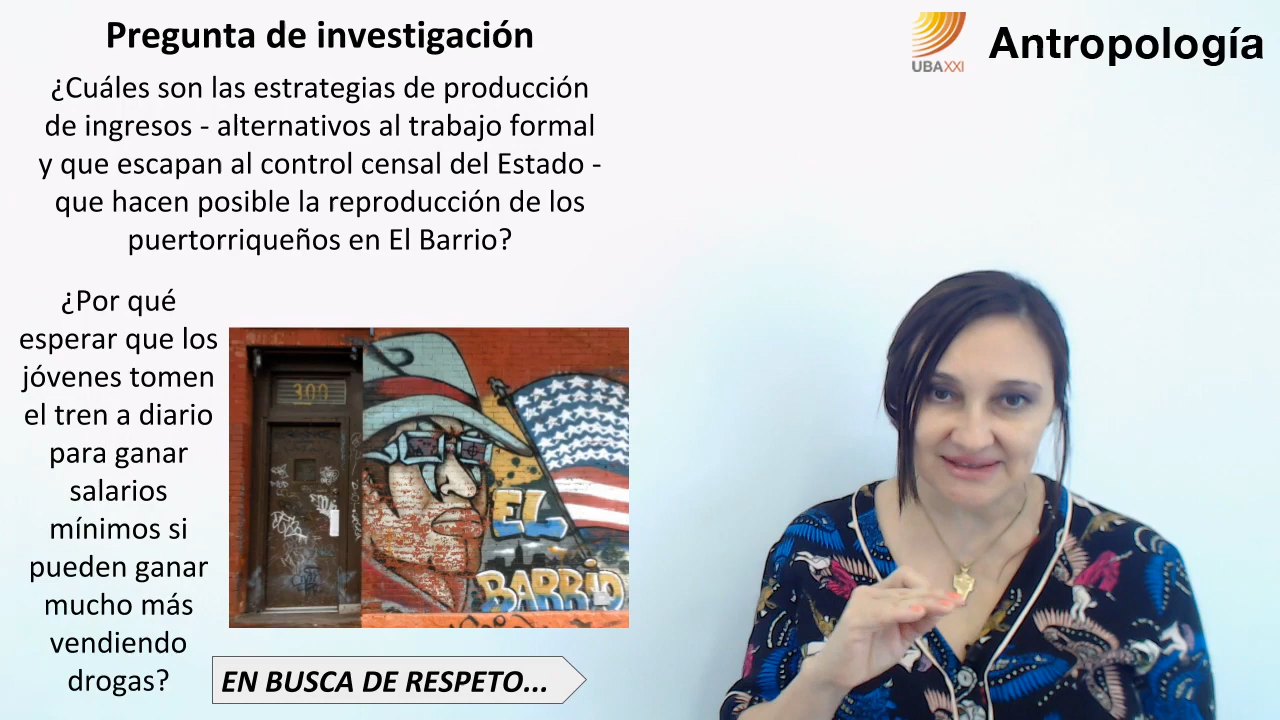 Pregunta de investigación
¿Cuáles son las estrategias de producción
de ingresos - alternativos al trabajo formal
y que escapan al control censal del Estado -
que hacen posible la reproducción de los
puertorriqueños en El Barrio?
¿Por qué
esperar que los
jóvenes tomen
el tren a diario
para ganar
salarios
mínimos si
pueden ganar
mucho más
vendiendo
drogas?
300
EL
BARRIO
EN BUSCA DE RESPETO...
UBAXXI
Antropología